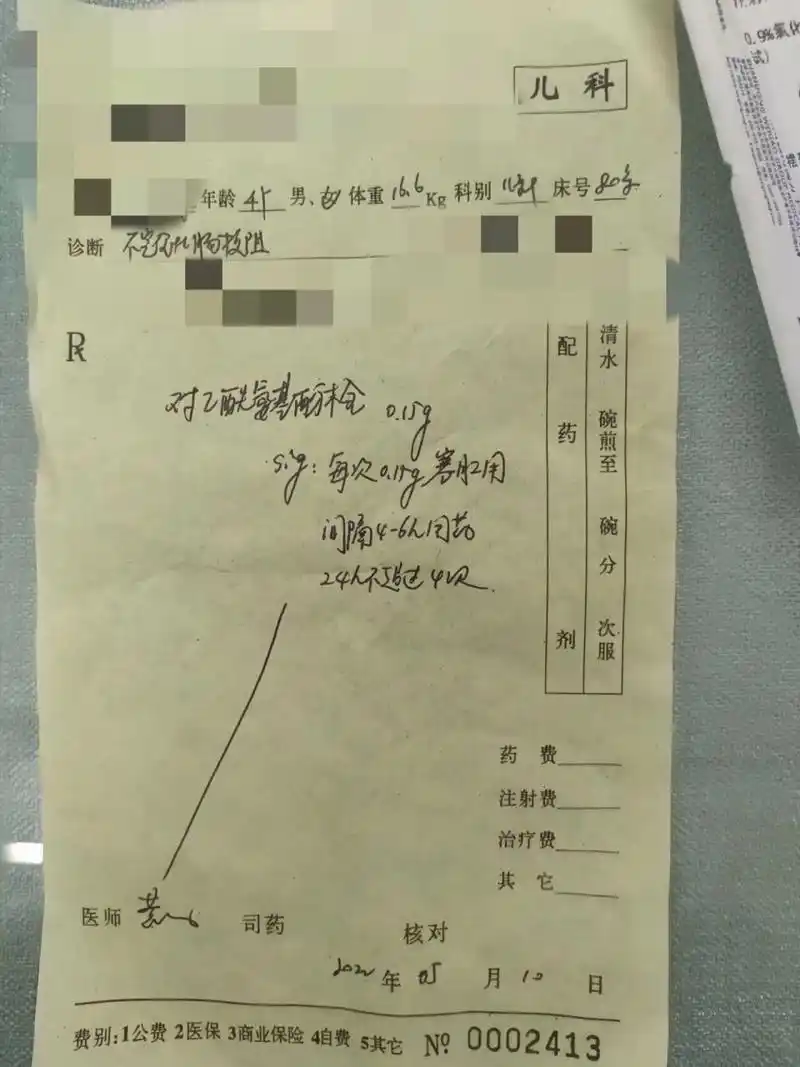 儿科
年龄 4岁 男、女 体重 16.6 Kg 科别 儿科 床号 80
诊断 不完全性肠梗阻
R
对乙酰氨基酚栓 0.15g
sig: 每次0.15g 塞肛用
间隔4-6h用药
24h不超过4次.
配药剂
清水 碗煎至 碗分 次服
药费
注射费
治疗费
其它
医师 黄 司药 核对
2022 年 05 月 10 日
费别:1公费 2医保 3商业保险 4自费 5其它 № 0002413
0.9%氯化
试)